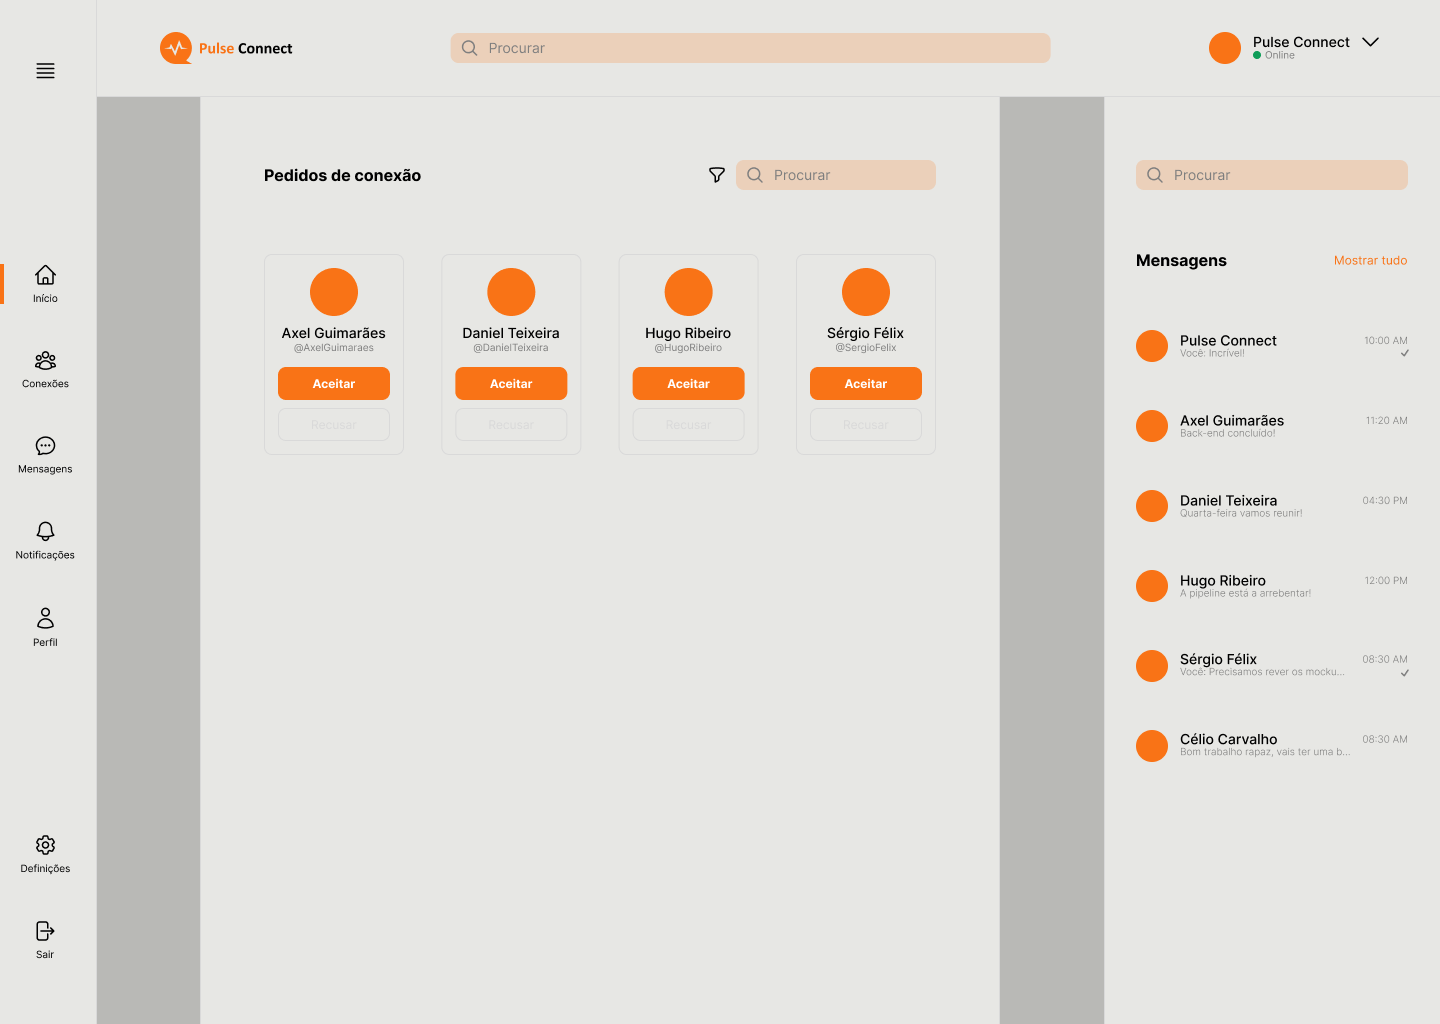 Pulse Connect
Procurar
Pulse Connect
Online
Início
Conexões
Mensagens
Notificações
Perfil
Definições
Sair
Pedidos de conexão
Procurar
Axel Guimarães
@AxelGuimaraes
Aceitar
Recusar
Daniel Teixeira
@DanielTeixeira
Aceitar
Recusar
Hugo Ribeiro
@HugoRibeiro
Aceitar
Recusar
Sérgio Félix
@SergioFelix
Aceitar
Recusar
Procurar
Mensagens
Mostrar tudo
Pulse Connect
10:00 AM
Você: Incrível!
Axel Guimarães
11:20 AM
Back-end concluído!
Daniel Teixeira
04:30 PM
Quarta-feira vamos reunir!
Hugo Ribeiro
12:00 PM
A pipeline está a arrebentar!
Sérgio Félix
08:30 AM
Você: Precisamos rever os mocku...
Célio Carvalho
08:30 AM
Bom trabalho rapaz, vais ter uma b...